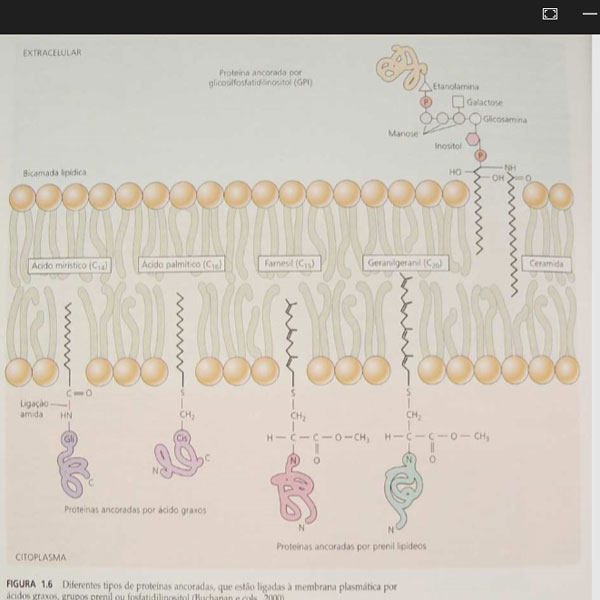 EXTRACELULAR
Proteína ancorada por
glicosilfosfatidilinositol (GPI)
Etanolamina
P
Galactose
Glicosamina
Manose
Inositol
P
Bicamada lipídica
HO
NH
OH
O
Ácido mirístico (C14)
Ácido palmítico (C16)
Farnesil (C15)
Geranilgeranil (C20)
Ceramida
C=O
Ligação
amida
HN
S
CH2
S
CH2
H—C—C—O—CH3
O
S
CH2
H—C—C—O—CH3
O
Gli
C
Cis
N
C
N
N
N
N
Proteínas ancoradas por ácido graxos
Proteínas ancoradas por prenil lipídeos
CITOPLASMA
FIGURA 1.6 Diferentes tipos de proteínas ancoradas, que estão ligadas à membrana plasmática por
ácidos graxos, grupos prenil ou fosfatidilinositol (Buchanan e cols., 2000)